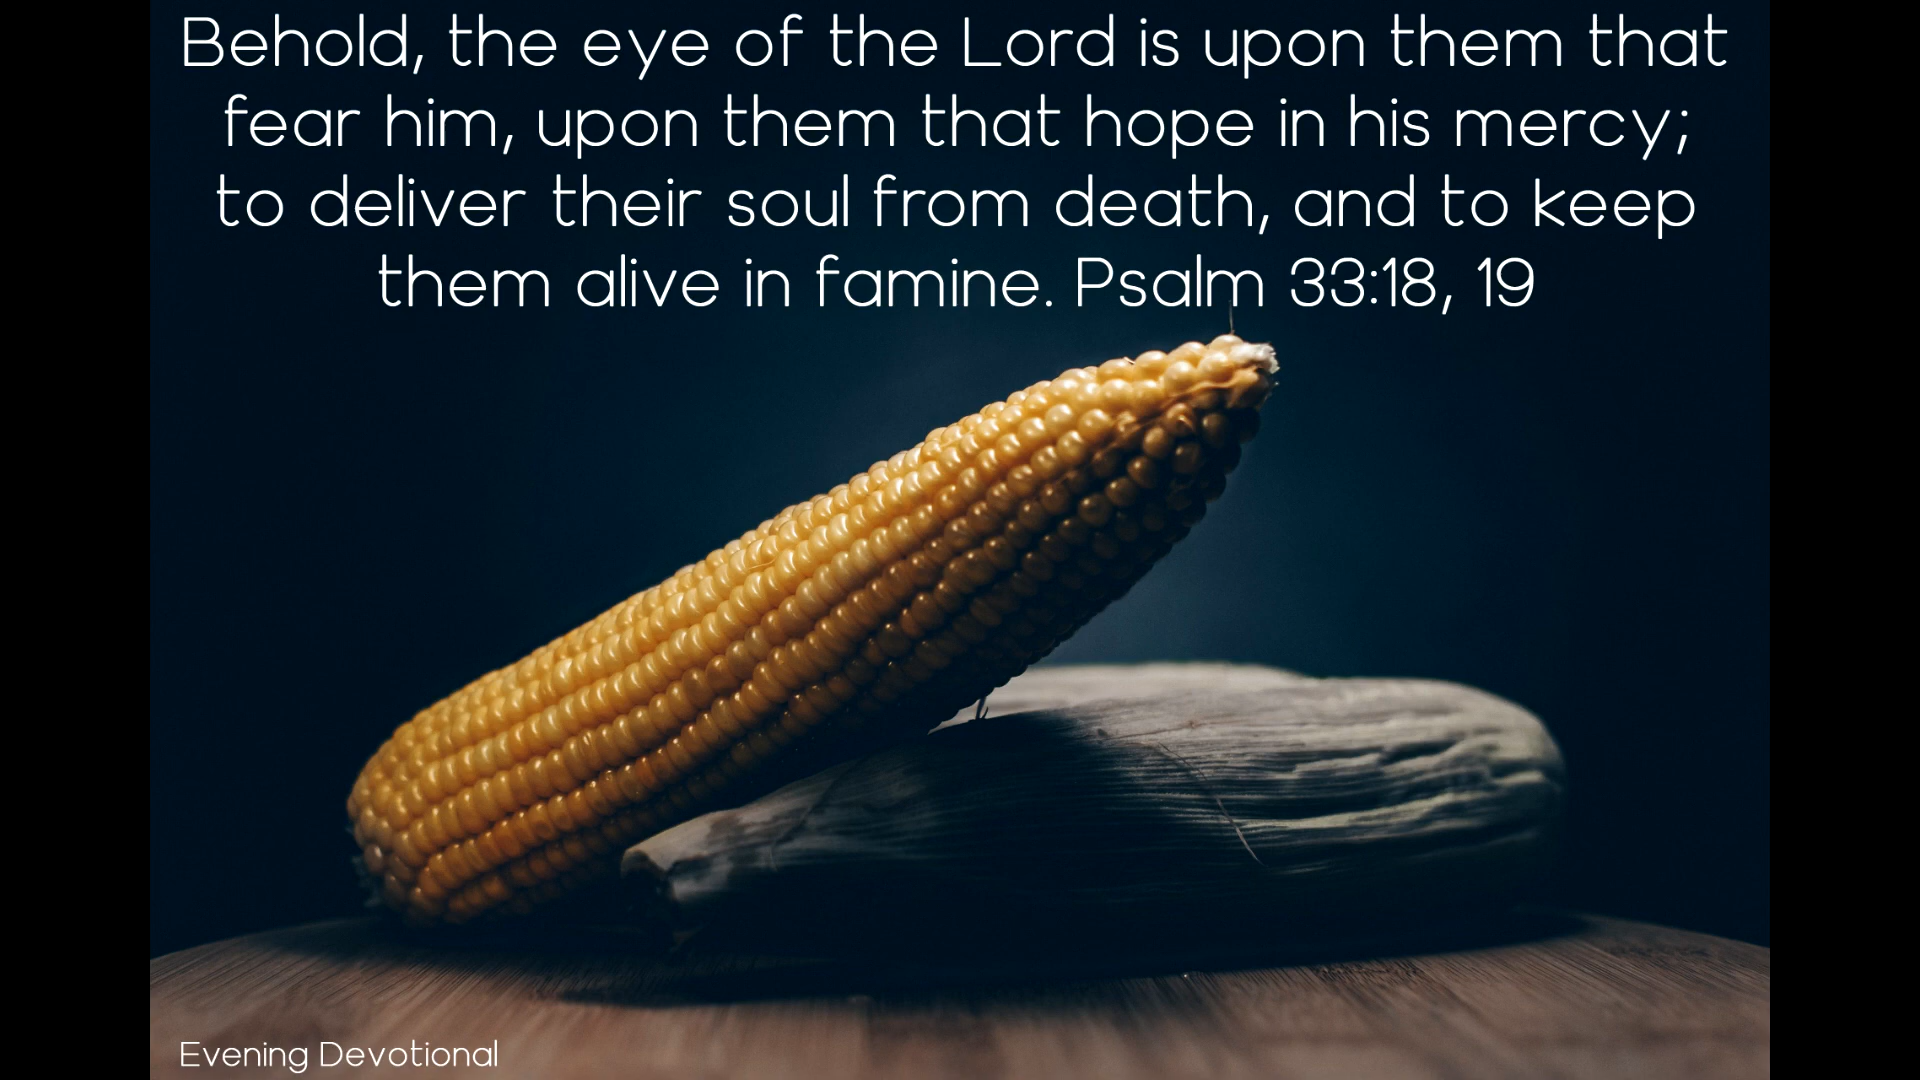 Behold, the eye of the Lord is upon them that
fear him, upon them that hope in his mercy;
to deliver their soul from death, and to keep
them alive in famine. Psalm 33:18, 19
Evening Devotional